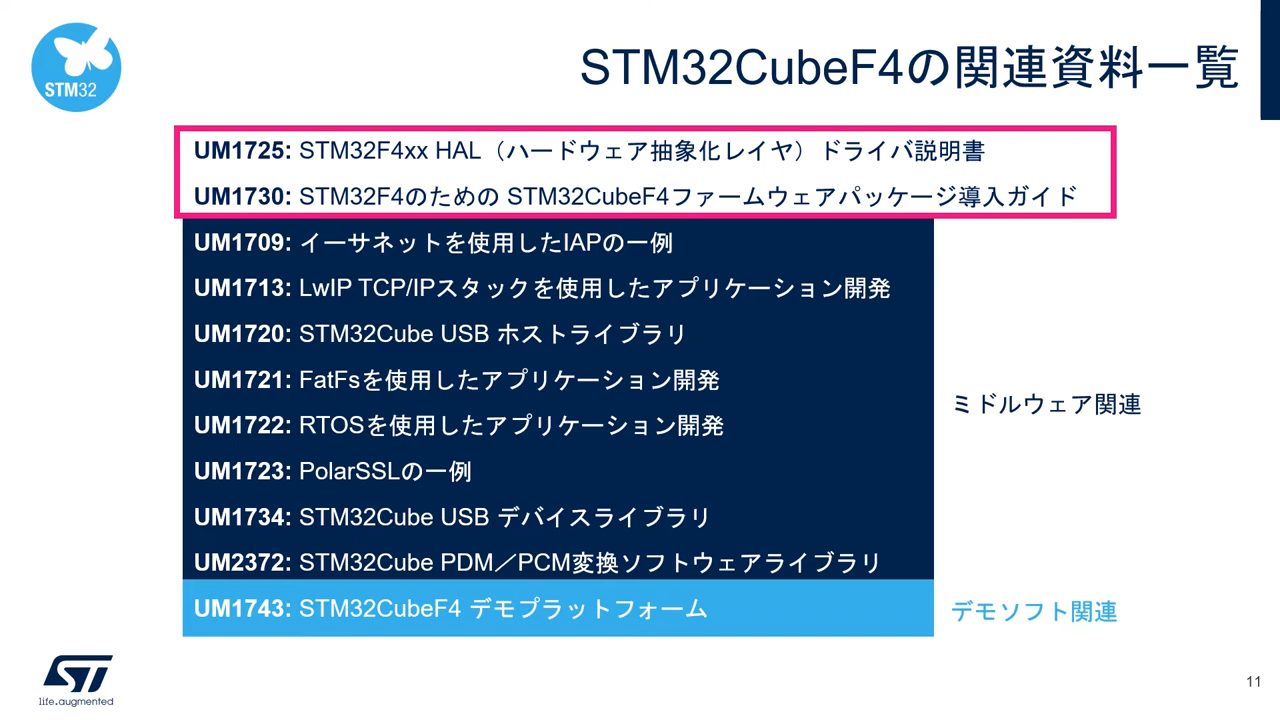 STM32
STM32CubeF4の関連資料一覧
UM1725: STM32F4xx HAL（ハードウェア抽象化レイヤ）ドライバ説明書
UM1730: STM32F4のための STM32CubeF4ファームウェアパッケージ導入ガイド
UM1709: イーサネットを使用したIAPの一例
UM1713: LwIP TCP/IPスタックを使用したアプリケーション開発
UM1720: STM32Cube USB ホストライブラリ
UM1721: FatFsを使用したアプリケーション開発
UM1722: RTOSを使用したアプリケーション開発
UM1723: PolarSSLの一例
UM1734: STM32Cube USB デバイスライブラリ
UM2372: STM32Cube PDM／PCM変換ソフトウェアライブラリ
ミドルウェア関連
UM1743: STM32CubeF4 デモプラットフォーム
デモソフト関連
ST
life.augmented
11